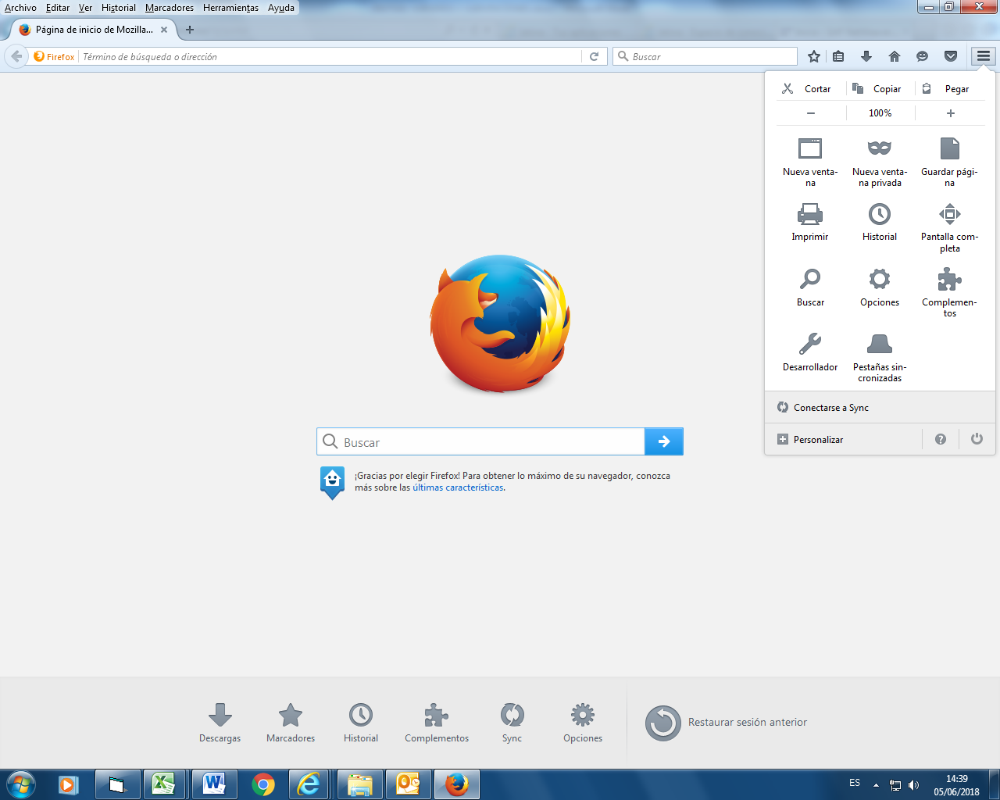 Archivo Editar Ver Historial Marcadores Herramientas Ayuda
Página de inicio de Mozilla...
Firefox Término de búsqueda o dirección Buscar
Cortar Copiar Pegar
100%
Nueva venta-
na
Nueva venta-
na privada
Guardar pági-
na
Imprimir
Historial
Pantalla com-
pleta
Buscar
Opciones
Complemen-
tos
Desarrollador
Pestañas sin-
cronizadas
Conectarse a Sync
Personalizar
Buscar
¡Gracias por elegir Firefox! Para obtener lo máximo de su navegador, conozca
más sobre las últimas características.
Descargas Marcadores Historial Complementos Sync Opciones Restaurar sesión anterior
ES
14:39
05/06/2018